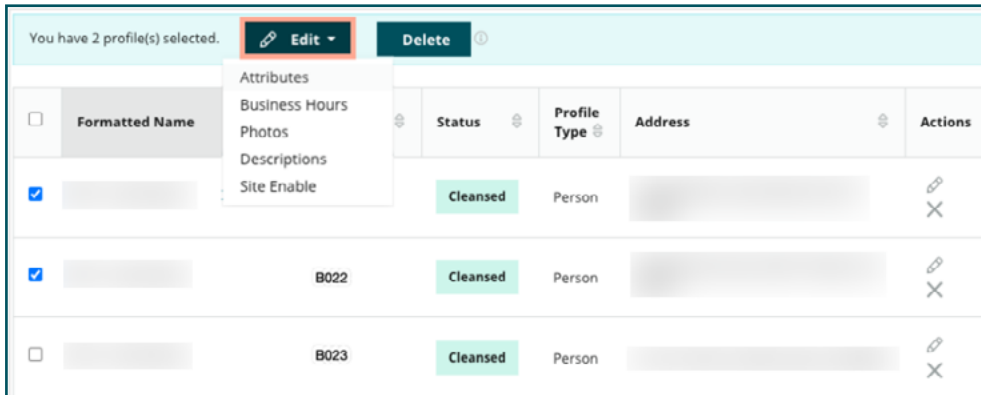 You have 2 profile(s) selected. Edit Delete
Attributes
Business Hours
Photos
Descriptions
Site Enable
Formatted Name Status Profile Type Address Actions
Cleansed Person
B022 Cleansed Person
B023 Cleansed Person